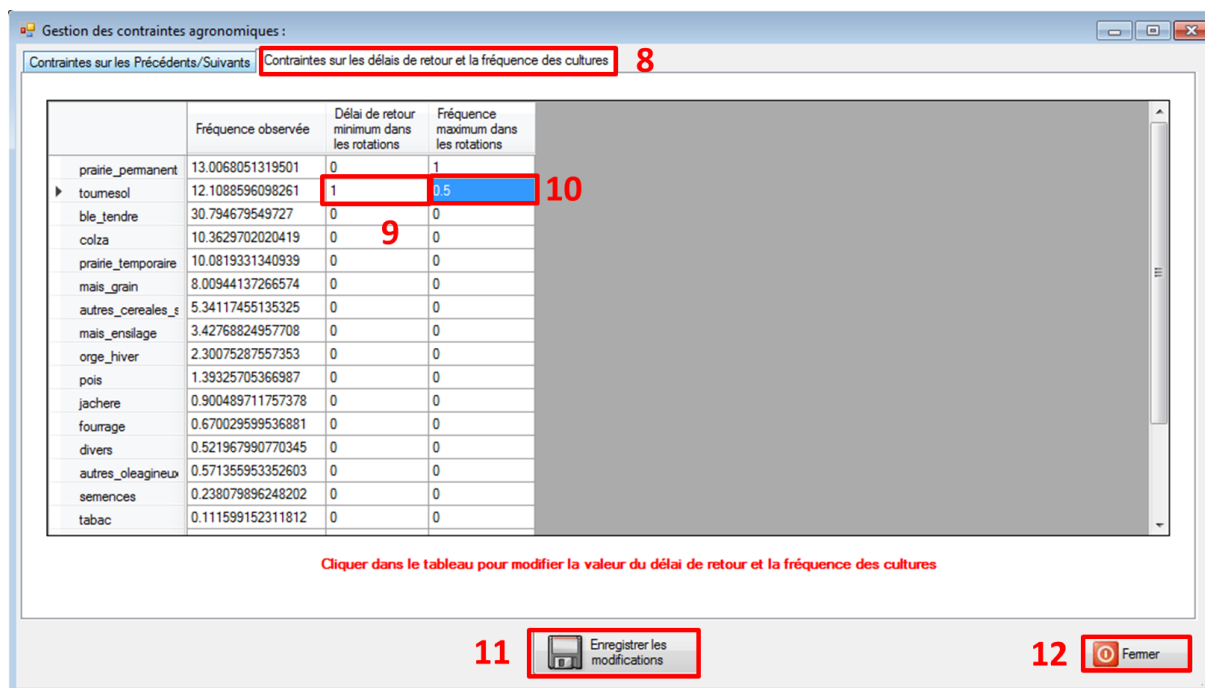 Gestion des contraintes agronomiques :
Contraintes sur les Précédents/Suivants Contraintes sur les délais de retour et la fréquence des cultures 8
Fréquence observée Délai de retour minimum dans les rotations Fréquence maximum dans les rotations
prairie_permanent 13.0068051319501 0 1
tournesol 12.1088596098261 1 0.5 10
ble_tendre 30.794679549727 0 0
9
colza 10.3629702020419 0 0
prairie_temporaire 10.0819331340939 0 0
mais_grain 8.00944137266574 0 0
autres_cereales_s 5.34117455135325 0 0
mais_ensilage 3.42768824957708 0 0
orge_hiver 2.30075287557353 0 0
pois 1.39325705366987 0 0
jachere 0.900489711757378 0 0
fourrage 0.670029599536881 0 0
divers 0.521967990770345 0 0
autres_oleagineux 0.571355953352603 0 0
semences 0.238079896248202 0 0
tabac 0.111599152311812 0 0
Cliquer dans le tableau pour modifier la valeur du délai de retour et la fréquence des cultures
11 Enregistrer les modifications
12 Fermer